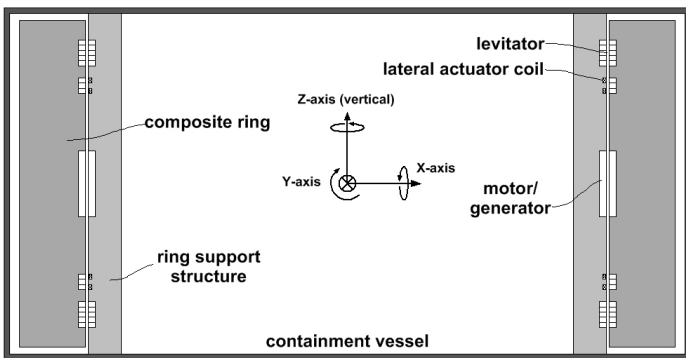 levitator
lateral actuator coil
Z-axis (vertical)
composite ring
X-axis
Y-axis
motor/
generator
ring support
structure
containment vessel